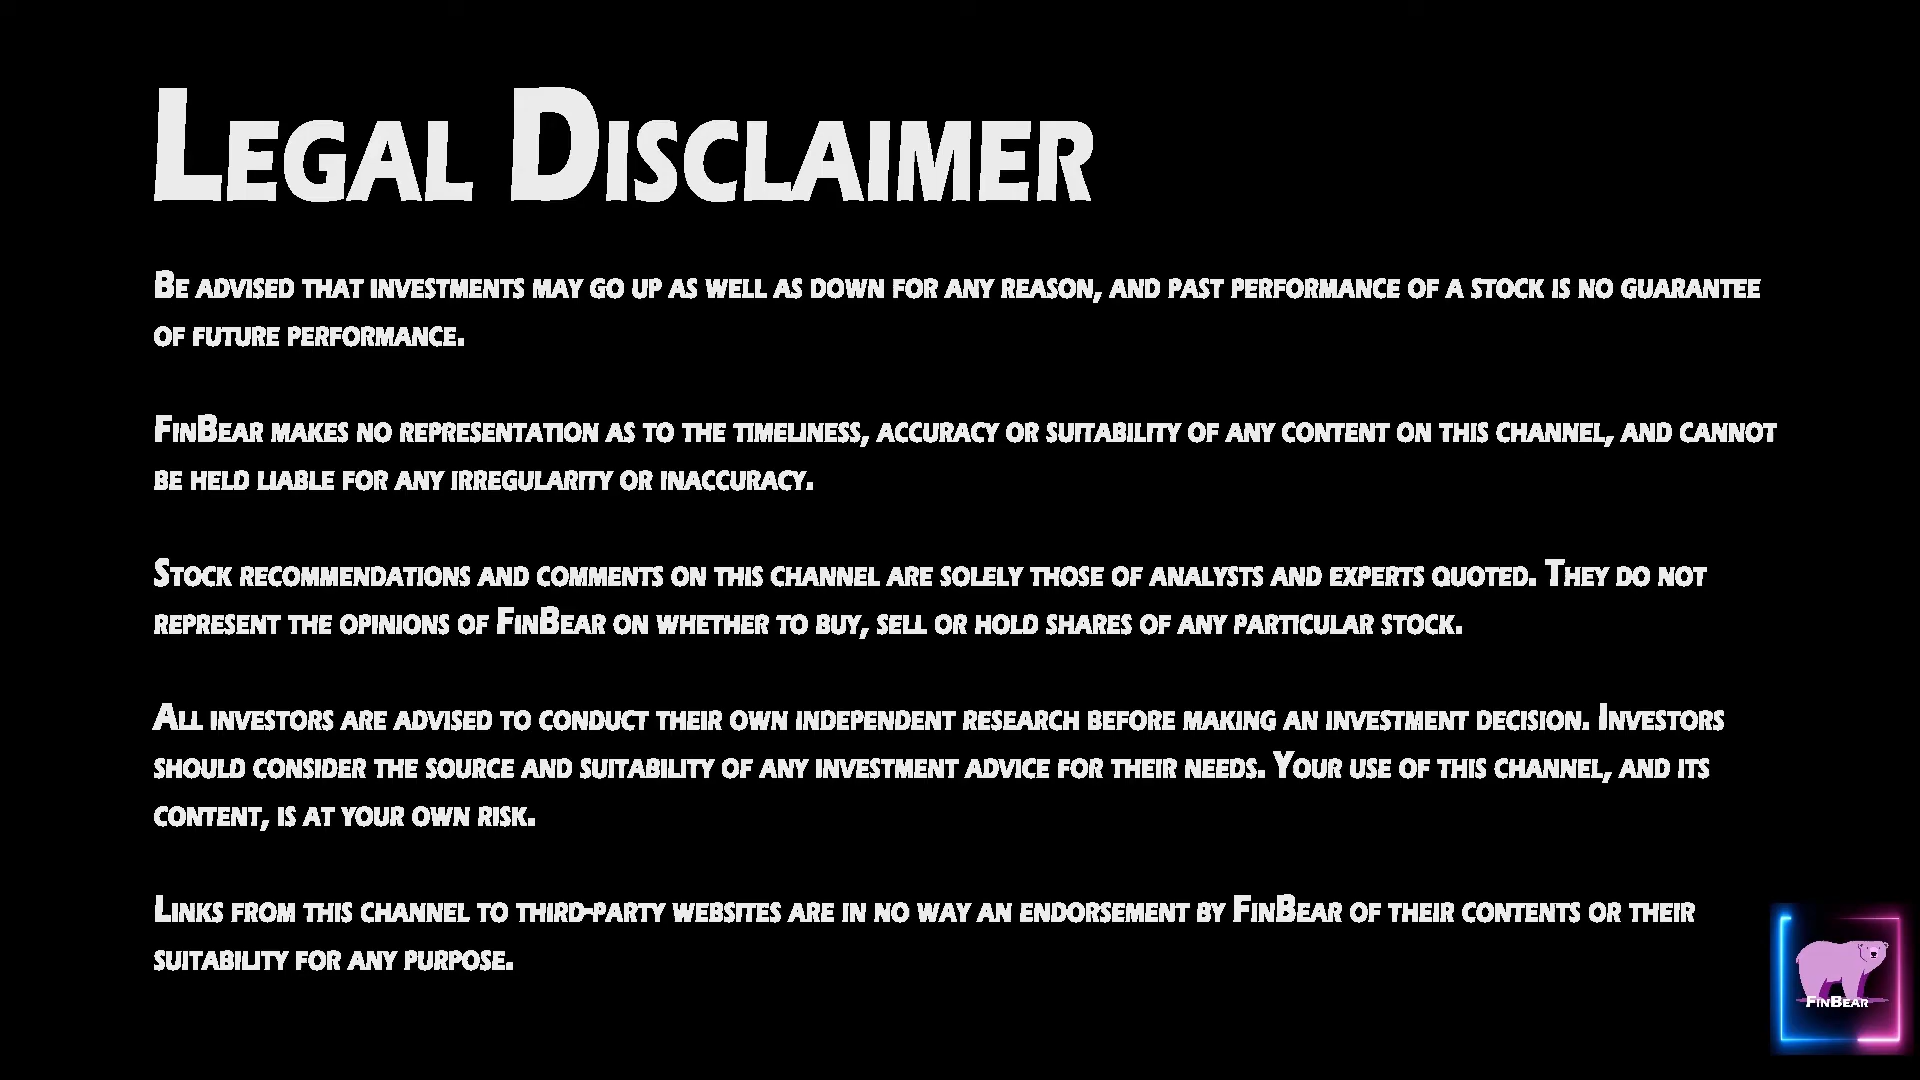 Legal Disclaimer
Be advised that investments may go up as well as down for any reason, and past performance of a stock is no guarantee
of future performance.
FinBear makes no representation as to the timeliness, accuracy or suitability of any content on this channel, and cannot
be held liable for any irregularity or inaccuracy.
Stock recommendations and comments on this channel are solely those of analysts and experts quoted. They do not
represent the opinions of FinBear on whether to buy, sell or hold shares of any particular stock.
All investors are advised to conduct their own independent research before making an investment decision. Investors
should consider the source and suitability of any investment advice for their needs. Your use of this channel, and its
content, is at your own risk.
Links from this channel to third-party websites are in no way an endorsement by FinBear of their contents or their
suitability for any purpose.
FinBear